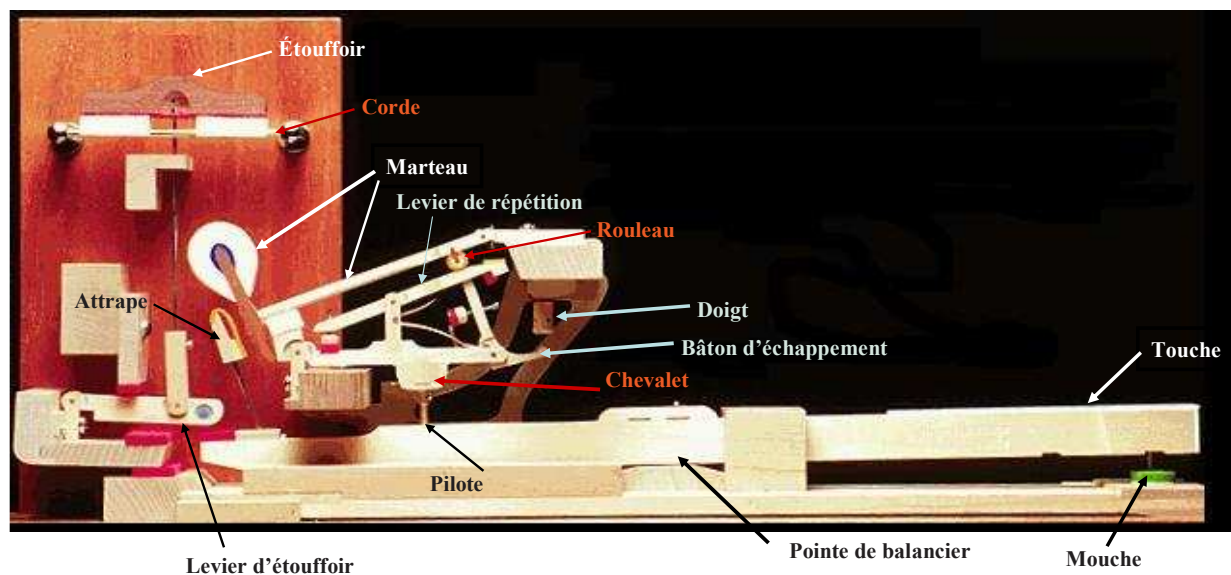 Étouffoir
Corde
Marteau
Levier de répétition
Rouleau
Attrape
Doigt
Bâton d'échappement
Touche
Chevalet
Pilote
Pointe de balancier
Mouche
Levier d'étouffoir